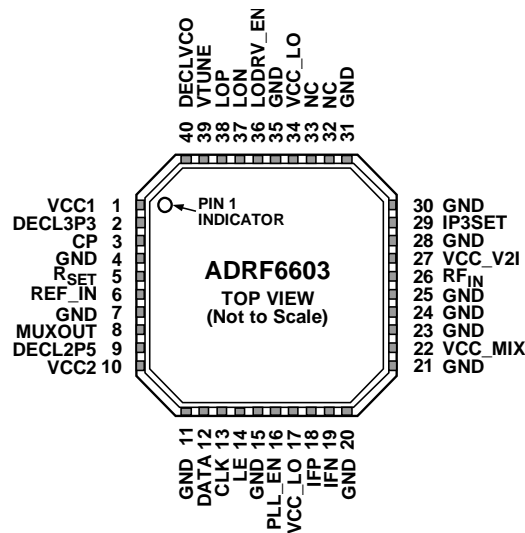 DECLVCO 40
VTUNE 39
LOP 38
LON 37
LODRV_EN 36
GND 35
VCC_LO 34
NC 33
NC 32
GND 31
VCC1 1
DECL3P3 2
CP 3
GND 4
RSET 5
REF_IN 6
GND 7
MUXOUT 8
DECL2P5 9
VCC2 10
PIN 1
INDICATOR
ADRF6603
TOP VIEW
(Not to Scale)
30 GND
29 IP3SET
28 GND
27 VCC_V2I
26 RFIN
25 GND
24 GND
23 GND
22 VCC_MIX
21 GND
GND 11
DATA 12
CLK 13
LE 14
GND 15
PLL_EN 16
VCC_LO 17
IFP 18
IFN 19
GND 20